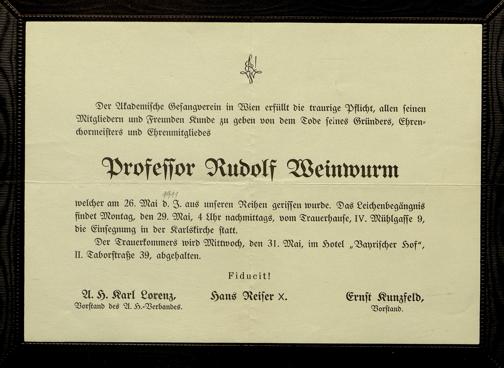 Der Akademische Gesangverein in Wien erfüllt die traurige Pflicht, allen seinen
Mitgliedern und Freunden Kunde zu geben von dem Tode seines Gründers, Ehren-
chormeisters und Ehrenmitgliedes
Professor Rudolf Weinwurm
1911
welcher am 26. Mai d. J. aus unseren Reihen gerissen wurde. Das Leichenbegängnis
findet Montag, den 29. Mai, 4 Uhr nachmittags, vom Trauerhause, IV. Mühlgasse 9,
die Einsegnung in der Karlskirche statt.
Der Trauerkommers wird Mittwoch, den 31. Mai, im Hotel „Bayrischer Hof“,
II. Taborstraße 39, abgehalten.
Fiduzit!
A. H. Karl Lorenz, Hans Reiser X. Ernst Kunzfeld,
Vorstand des A. H.-Verbandes. Vorstand.